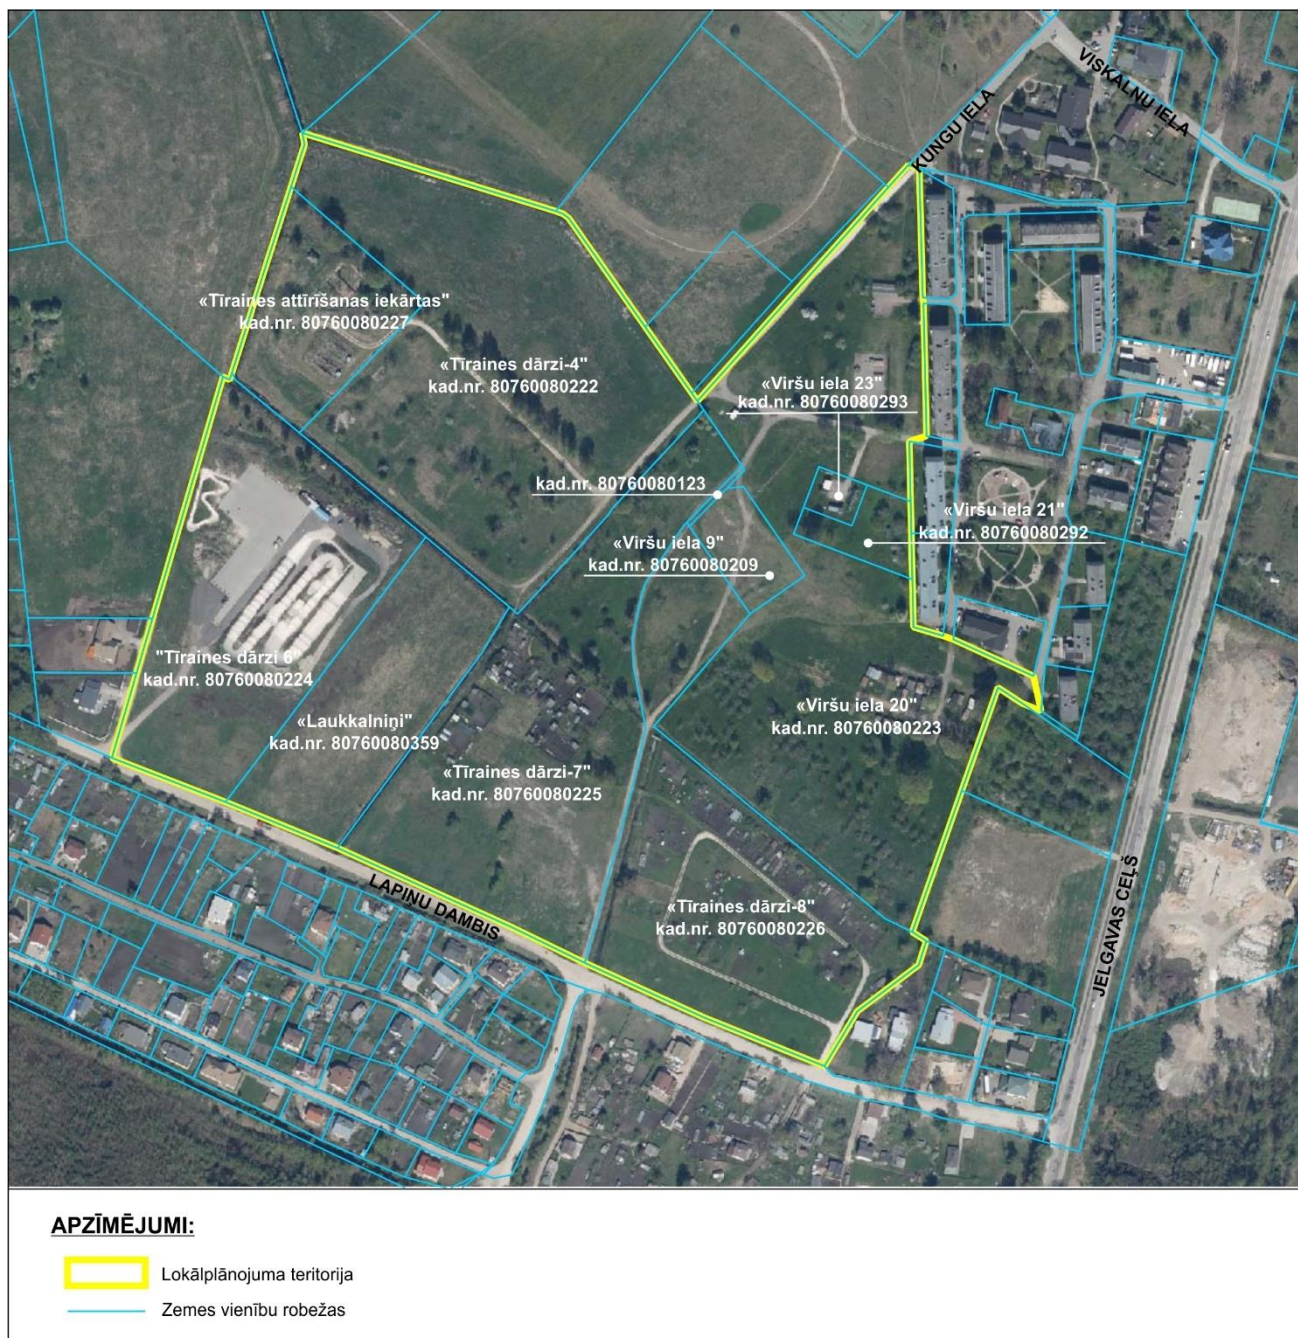 VISKALNU IELA
KUNGU IELA
«Tīraines attīrīšanas iekārtas"
kad.nr. 80760080227
«Tīraines dārzi-4"
kad.nr. 80760080222
«Viršu iela 23"
kad.nr. 80760080293
kad.nr. 80760080123
«Viršu iela 21"
kad.nr. 80760080292
«Viršu iela 9"
kad.nr. 80760080209
"Tīraines dārzi 6"
kad.nr. 80760080224
«Laukkalniņi"
kad.nr. 80760080359
«Viršu iela 20"
kad.nr. 80760080223
«Tīraines dārzi-7"
kad.nr. 80760080225
LAPIŅU DAMBIS
«Tīraines dārzi-8"
kad.nr. 80760080226
JELGAVAS CEĻŠ
APZĪMĒJUMI:
Lokālplānojuma teritorija
Zemes vienību robežas